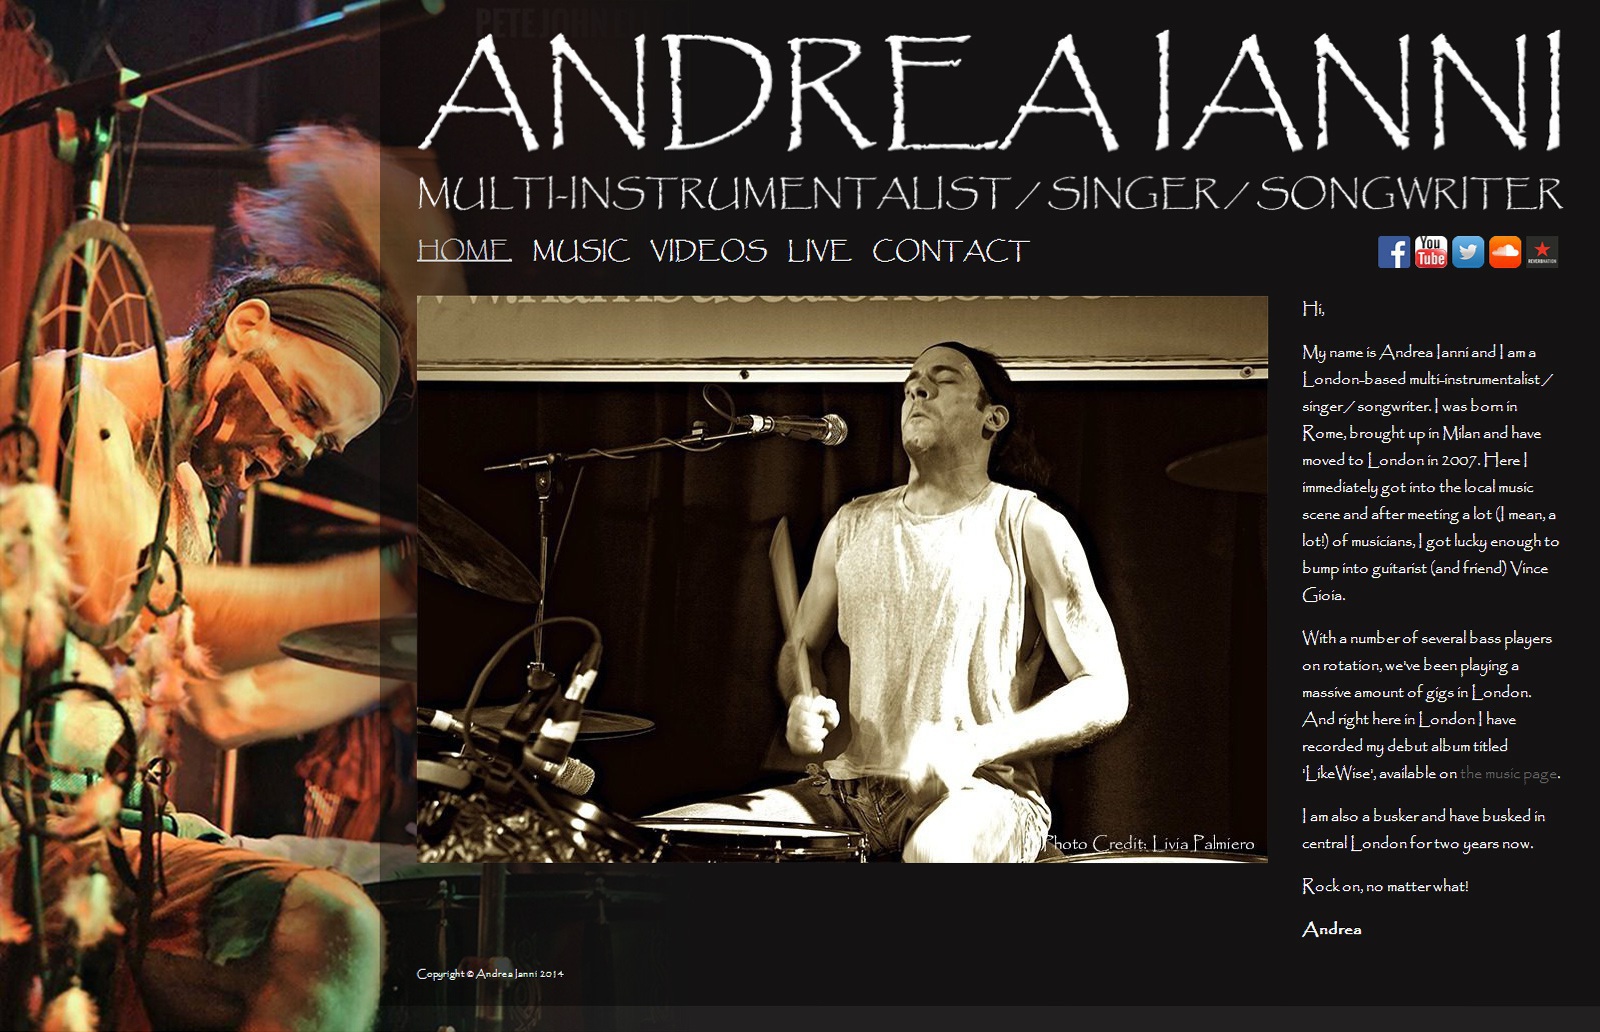 ANDREA IANNI
MULTI-INSTRUMENTALIST / SINGER / SONGWRITER
HOME MUSIC VIDEOS LIVE CONTACT
You
Tube
REVERBNATION
Hi,
My name is Andrea Ianni and I am a
London-based multi-instrumentalist /
singer / songwriter. I was born in
Rome, brought up in Milan and have
moved to London in 2007. Here I
immediately got into the local music
scene and after meeting a lot (I mean, a
lot!) of musicians, I got lucky enough to
bump into guitarist (and friend) Vince
Gioia.
With a number of several bass players
on rotation, we've been playing a
massive amount of gigs in London.
And right here in London I have
recorded my debut album titled
'LikeWise', available on the music page.
I am also a busker and have busked in
central London for two years now.
Rock on, no matter what!
Andrea
Photo Credit: Livia Palmiero
Copyright © Andrea Ianni 2014